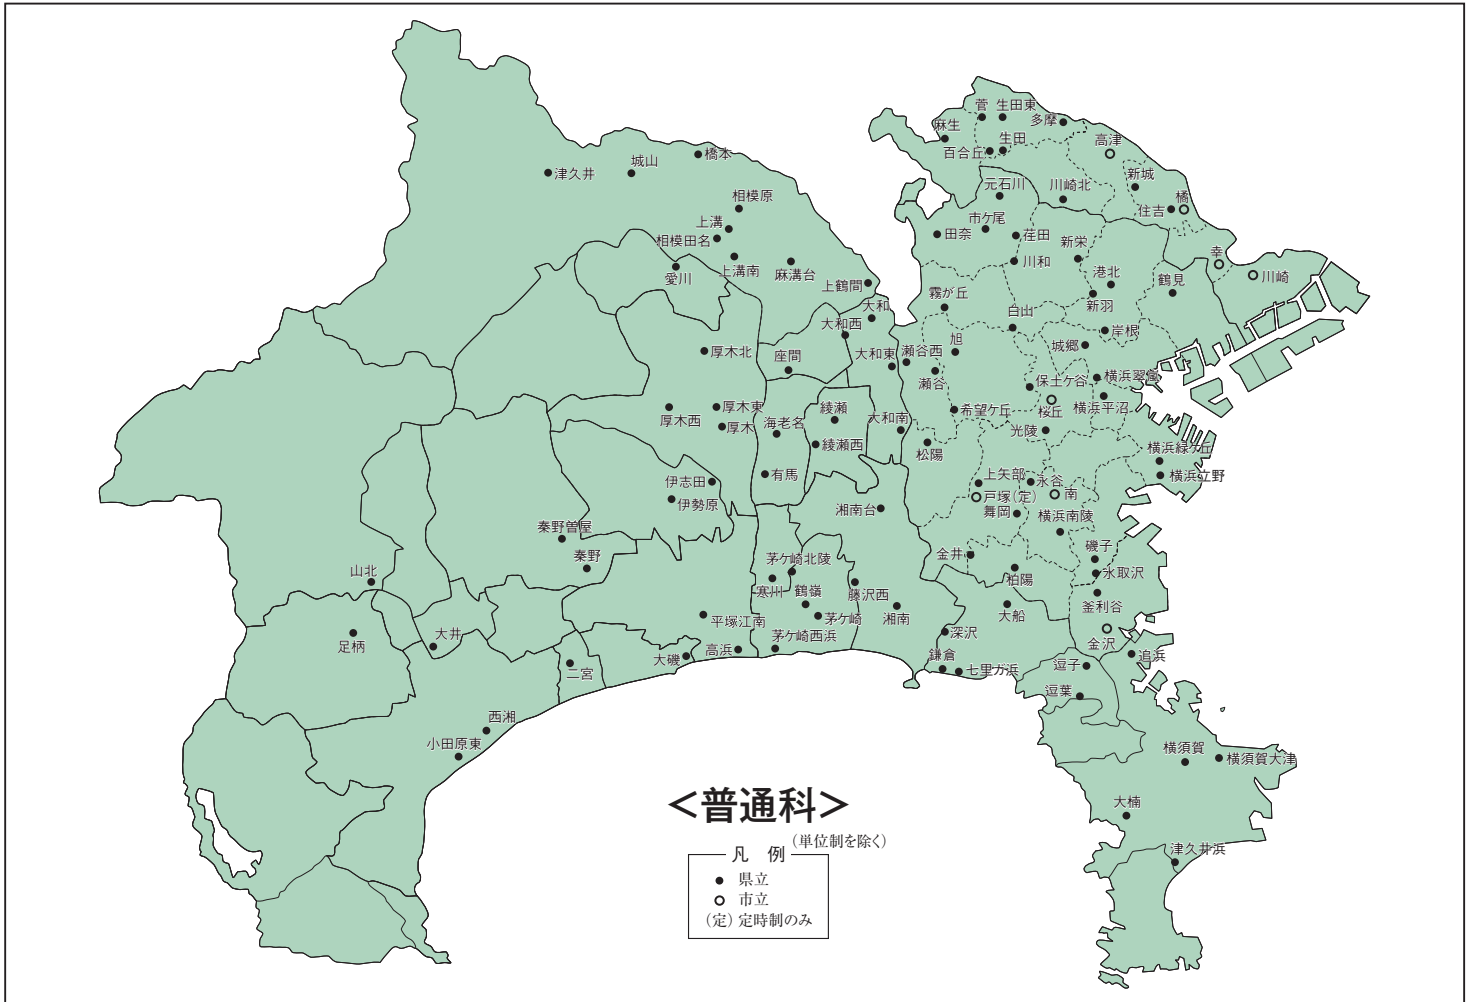 菅
生田東
多摩
麻生
生田
高津
百合丘
橋本
城山
津久井
元石川
川崎北
新城
橘
住吉
相模原
上溝
相模田名
市ケ尾
田奈
荏田
新栄
幸
川崎
上溝南
麻溝台
愛川
上鶴間
川和
港北
鶴見
霧が丘
新羽
大和
大和西
白山
岸根
城郷
旭
厚木北
座間
大和東
瀬谷西
瀬谷
保土ケ谷
横浜翠嵐
桜丘
横浜平沼
厚木西
厚木東
厚木
海老名
綾瀬
綾瀬西
大和南
希望ケ丘
光陵
松陽
横浜緑ケ丘
横浜立野
有馬
伊志田
伊勢原
上矢部
永谷
戸塚(定)
南
舞岡
湘南台
横浜南陵
秦野曽屋
秦野
金井
磯子
氷取沢
柏陽
茅ケ崎北陵
寒川
鶴嶺
藤沢西
釜利谷
山北
足柄
大井
平塚江南
茅ケ崎
湘南
大船
深沢
金沢
追浜
茅ケ崎西浜
高浜
大磯
二宮
鎌倉
七里ガ浜
逗子
逗葉
西湘
小田原東
横須賀
横須賀大津
大楠
津久井浜
＜普通科＞
(単位制を除く)
凡 例
● 県立
○ 市立
(定) 定時制のみ